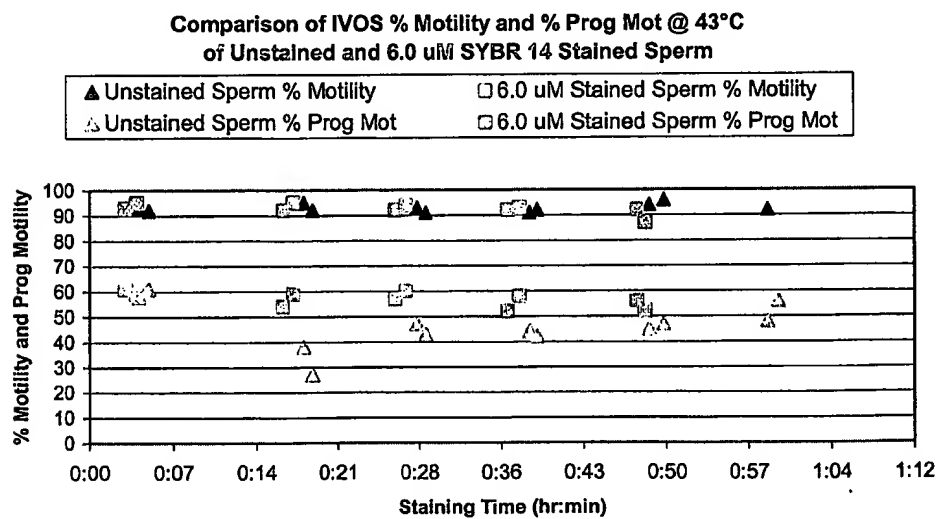 Comparison of IVOS % Motility and % Prog Mot @ 43°C
of Unstained and 6.0 uM SYBR 14 Stained Sperm
Unstained Sperm % Motility
6.0 uM Stained Sperm % Motility
Unstained Sperm % Prog Mot
6.0 uM Stained Sperm % Prog Mot
% Motility and Prog Motility
100
90
80
70
60
50
40
30
20
10
0
0:00 0:07 0:14 0:21 0:28 0:36 0:43 0:50 0:57 1:04 1:12
Staining Time (hr:min)